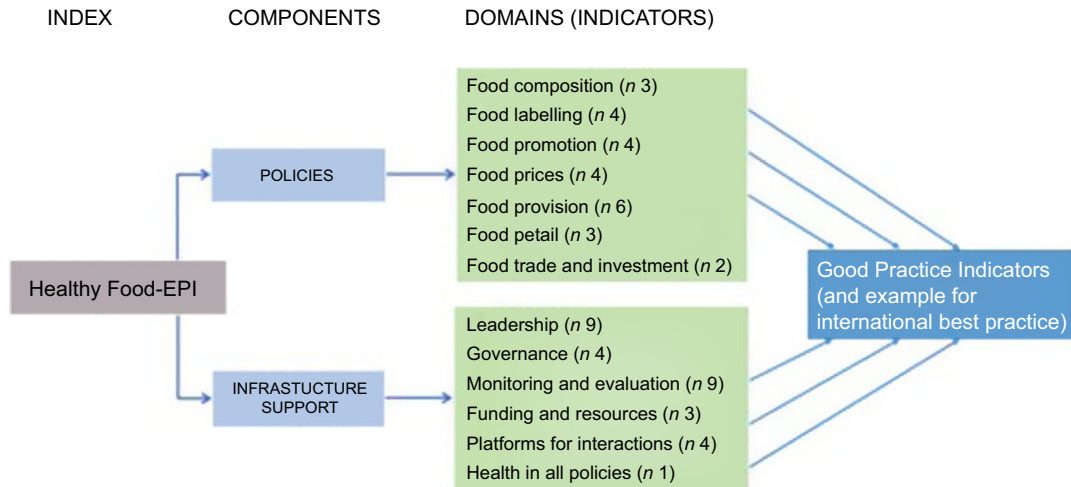 INDEX
COMPONENTS
DOMAINS (INDICATORS)
Food composition (n 3)
Food labelling (n 4)
Food promotion (n 4)
Food prices (n 4)
Food provision (n 6)
Food petail (n 3)
Food trade and investment (n 2)
POLICIES
Healthy Food-EPI
Good Practice Indicators
(and example for
international best practice)
INFRASTUCTURE
SUPPORT
Leadership (n 9)
Governance (n 4)
Monitoring and evaluation (n 9)
Funding and resources (n 3)
Platforms for interactions (n 4)
Health in all policies (n 1)